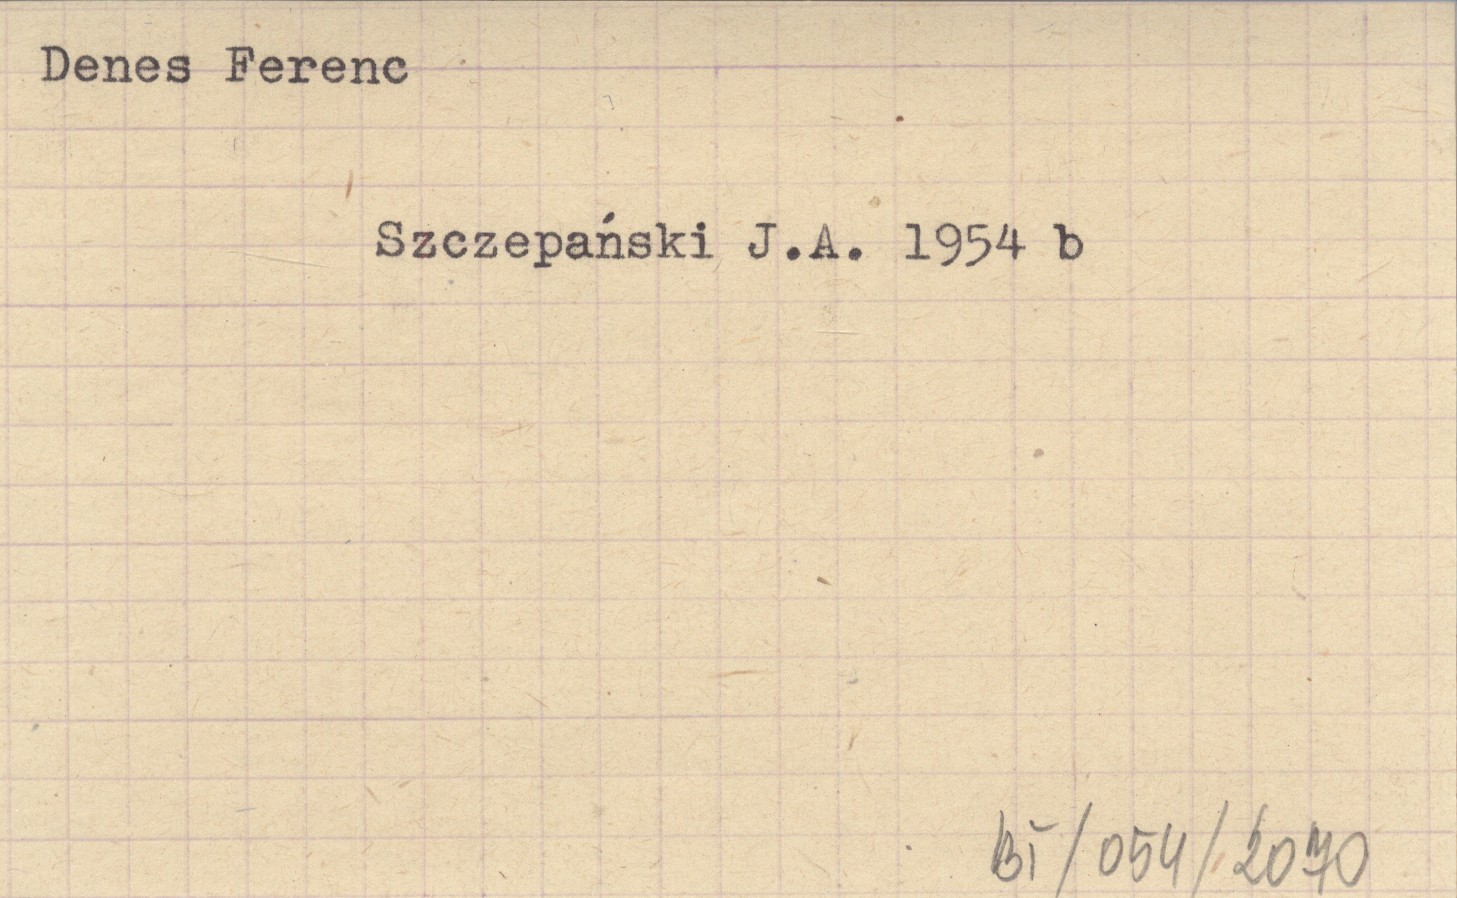 Denes Ferenc
Szczepański J.A. 1954 b
BI/054/2070